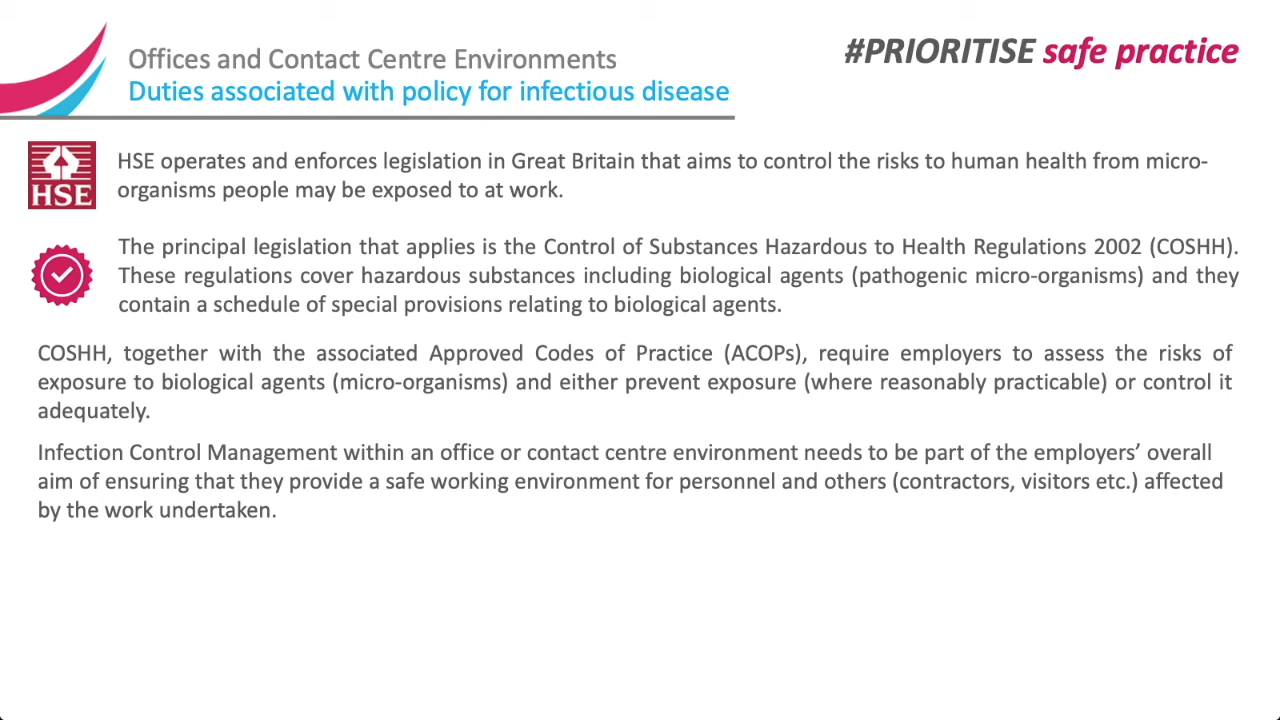 Offices and Contact Centre Environments
Duties associated with policy for infectious disease
#PRIORITISE safe practice
HSE
HSE operates and enforces legislation in Great Britain that aims to control the risks to human health from micro-
organisms people may be exposed to at work.
The principal legislation that applies is the Control of Substances Hazardous to Health Regulations 2002 (COSHH).
These regulations cover hazardous substances including biological agents (pathogenic micro-organisms) and they
contain a schedule of special provisions relating to biological agents.
COSHH, together with the associated Approved Codes of Practice (ACOPs), require employers to assess the risks of
exposure to biological agents (micro-organisms) and either prevent exposure (where reasonably practicable) or control it
adequately.
Infection Control Management within an office or contact centre environment needs to be part of the employers’ overall
aim of ensuring that they provide a safe working environment for personnel and others (contractors, visitors etc.) affected
by the work undertaken.